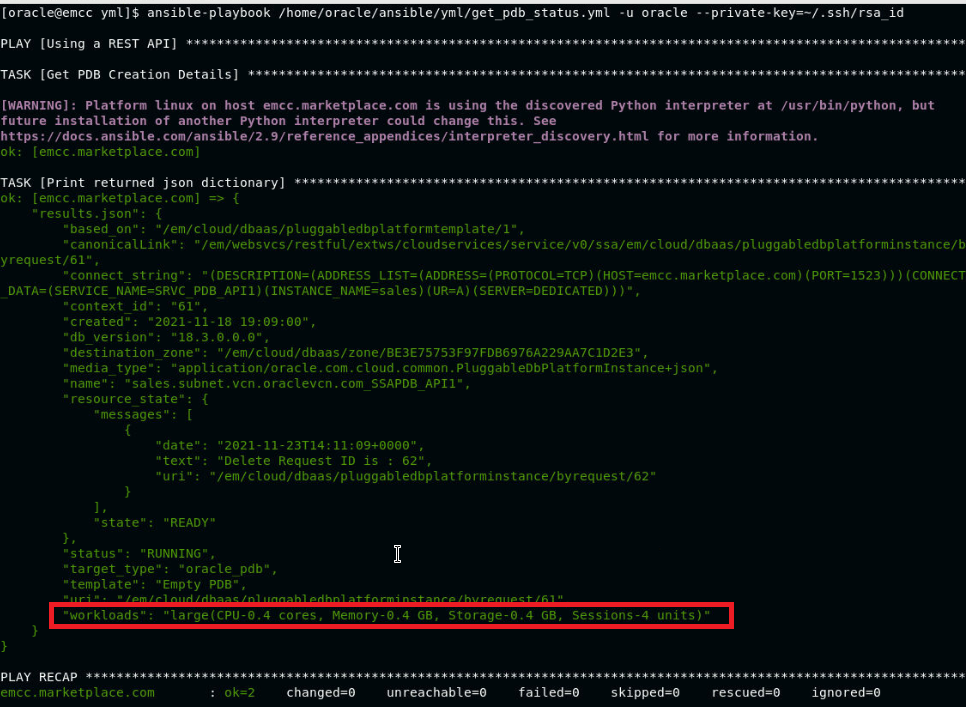 [oracle@emcc yml]$ ansible-playbook /home/oracle/ansible/yml/get_pdb_status.yml -u oracle --private-key=~/.ssh/rsa_id
PLAY [Using a REST API] ****************************************************************************************************
TASK [Get PDB Creation Details] ********************************************************************************************
[WARNING]: Platform linux on host emcc.marketplace.com is using the discovered Python interpreter at /usr/bin/python, but
future installation of another Python interpreter could change this. See
https://docs.ansible.com/ansible/2.9/reference_appendices/interpreter_discovery.html for more information.
ok: [emcc.marketplace.com]
TASK [Print returned json dictionary] **************************************************************************************
ok: [emcc.marketplace.com] => {
    "results.json": {
        "based_on": "/em/cloud/dbaas/pluggabledbplatformtemplate/1",
        "canonicalLink": "/em/websvcs/restful/extws/cloudservices/service/v0/ssa/em/cloud/dbaas/pluggabledbplatforminstance/b
yrequest/61",
        "connect_string": "(DESCRIPTION=(ADDRESS_LIST=(ADDRESS=(PROTOCOL=TCP)(HOST=emcc.marketplace.com)(PORT=1523)))(CONNECT
_DATA=(SERVICE_NAME=SRVC_PDB_API1)(INSTANCE_NAME=sales)(UR=A)(SERVER=DEDICATED)))",
        "context_id": "61",
        "created": "2021-11-18 19:09:00",
        "db_version": "18.3.0.0.0",
        "destination_zone": "/em/cloud/dbaas/zone/BE3E75753F97FDB6976A229AA7C1D2E3",
        "media_type": "application/oracle.com.cloud.common.PluggableDbPlatformInstance+json",
        "name": "sales.subnet.vcn.oraclevcn.com_SSAPDB_API1",
        "resource_state": {
            "messages": [
                {
                    "date": "2021-11-23T14:11:09+0000",
                    "text": "Delete Request ID is : 62",
                    "uri": "/em/cloud/dbaas/pluggabledbplatforminstance/byrequest/62"
                }
            ],
            "state": "READY"
        },
        "status": "RUNNING",
        "target_type": "oracle_pdb",
        "template": "Empty PDB",
        "uri": "/em/cloud/dbaas/pluggabledbplatforminstance/byrequest/61",
        "workloads": "large(CPU-0.4 cores, Memory-0.4 GB, Storage-0.4 GB, Sessions-4 units)"
    }
}
PLAY RECAP *****************************************************************************************************************
emcc.marketplace.com       : ok=2    changed=0    unreachable=0    failed=0    skipped=0    rescued=0    ignored=0